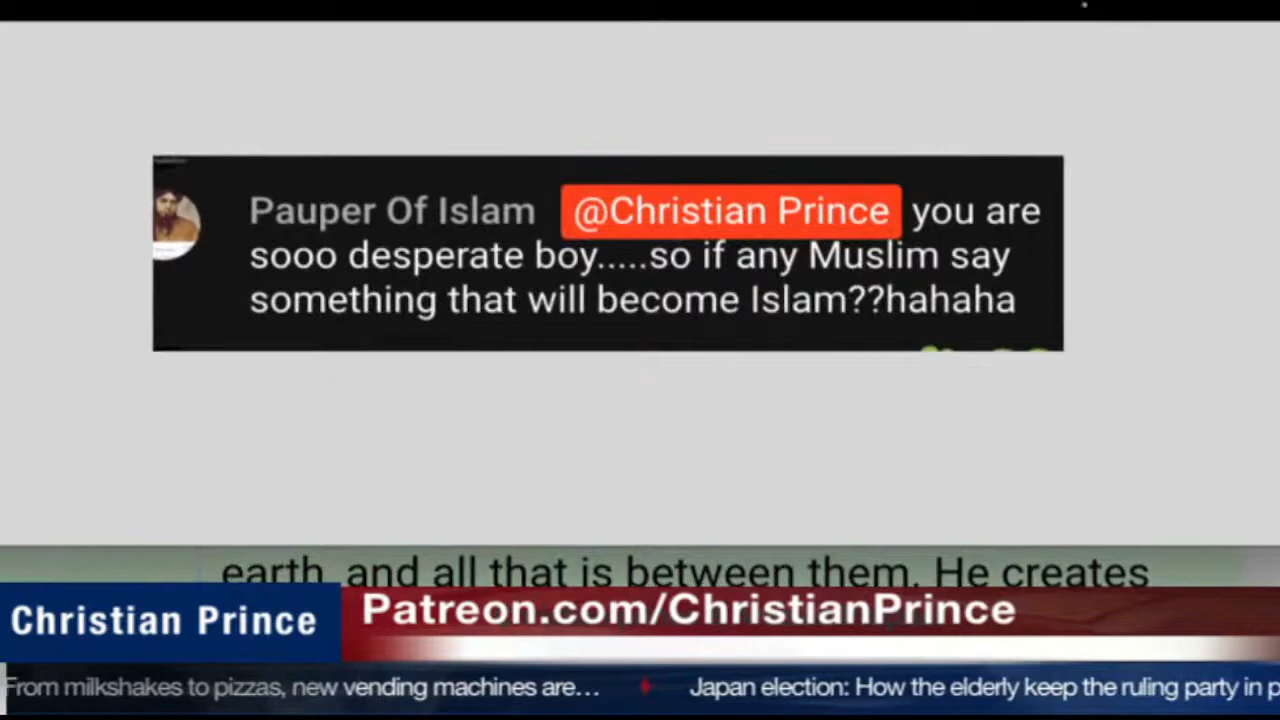 Pauper Of Islam @Christian Prince you are
sooo desperate boy.....so if any Muslim say
something that will become Islam??hahaha
earth, and all that is between them. He creates
Christian Prince
Patreon.com/ChristianPrince
From milkshakes to pizzas, new vending machines are...
Japan election: How the elderly keep the ruling party in p